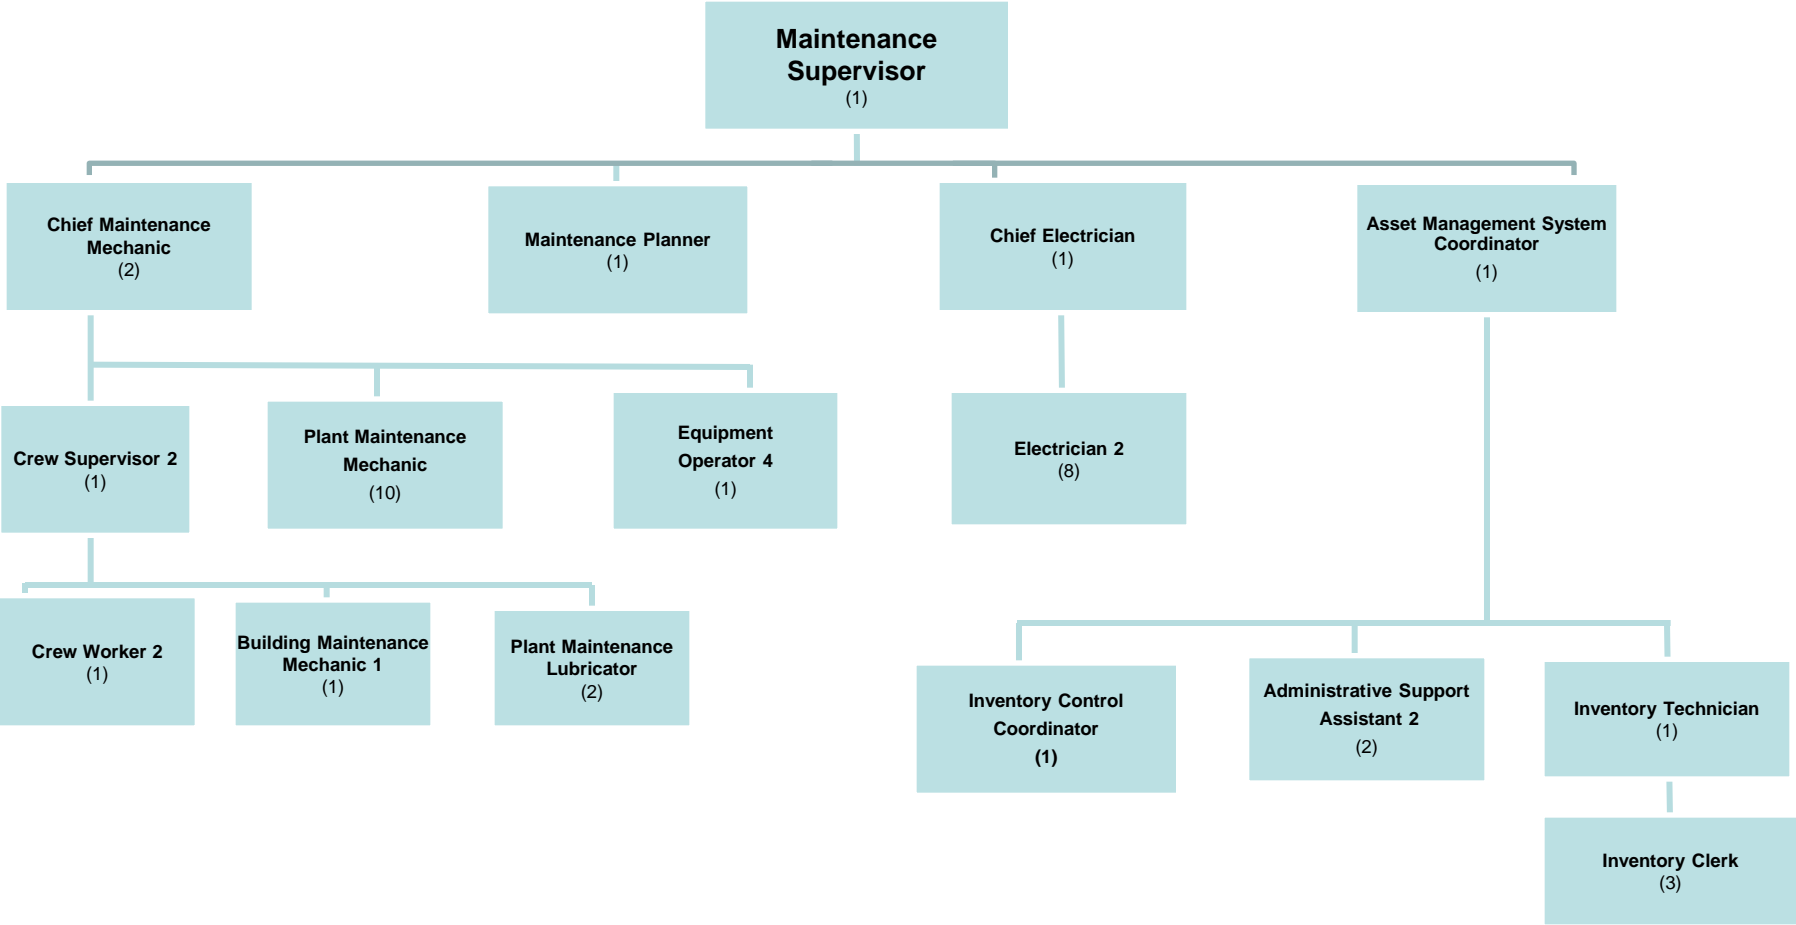 Maintenance
Supervisor
(1)
Chief Maintenance
Mechanic
(2)
Maintenance Planner
(1)
Chief Electrician
(1)
Asset Management System
Coordinator
(1)
Crew Supervisor 2
(1)
Plant Maintenance
Mechanic
(10)
Equipment
Operator 4
(1)
Electrician 2
(8)
Crew Worker 2
(1)
Building Maintenance
Mechanic 1
(1)
Plant Maintenance
Lubricator
(2)
Inventory Control
Coordinator
(1)
Administrative Support
Assistant 2
(2)
Inventory Technician
(1)
Inventory Clerk
(3)